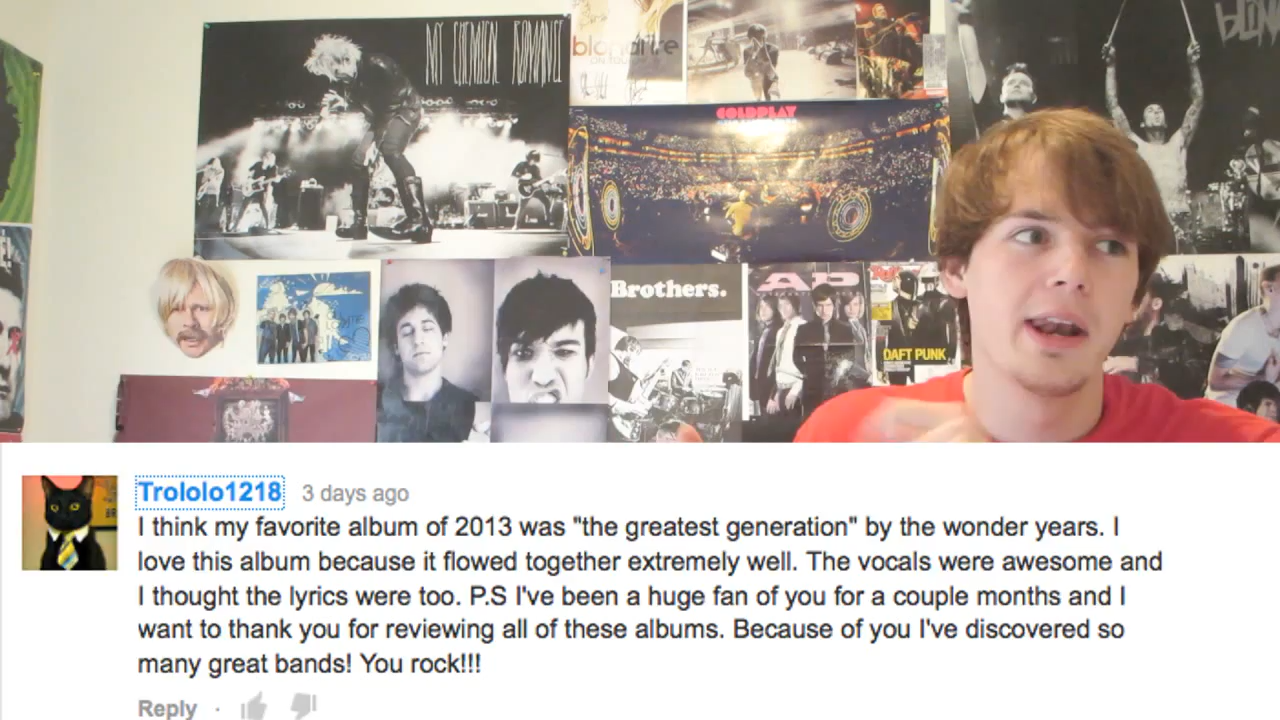 MY CHEMICAL ROMANCE
blondfire
COLDPLAY
Brothers.
AP
DAFT PUNK
Trololo1218 3 days ago
I think my favorite album of 2013 was "the greatest generation" by the wonder years. I
love this album because it flowed together extremely well. The vocals were awesome and
I thought the lyrics were too. P.S I've been a huge fan of you for a couple months and I
want to thank you for reviewing all of these albums. Because of you I've discovered so
many great bands! You rock!!!
Reply ·